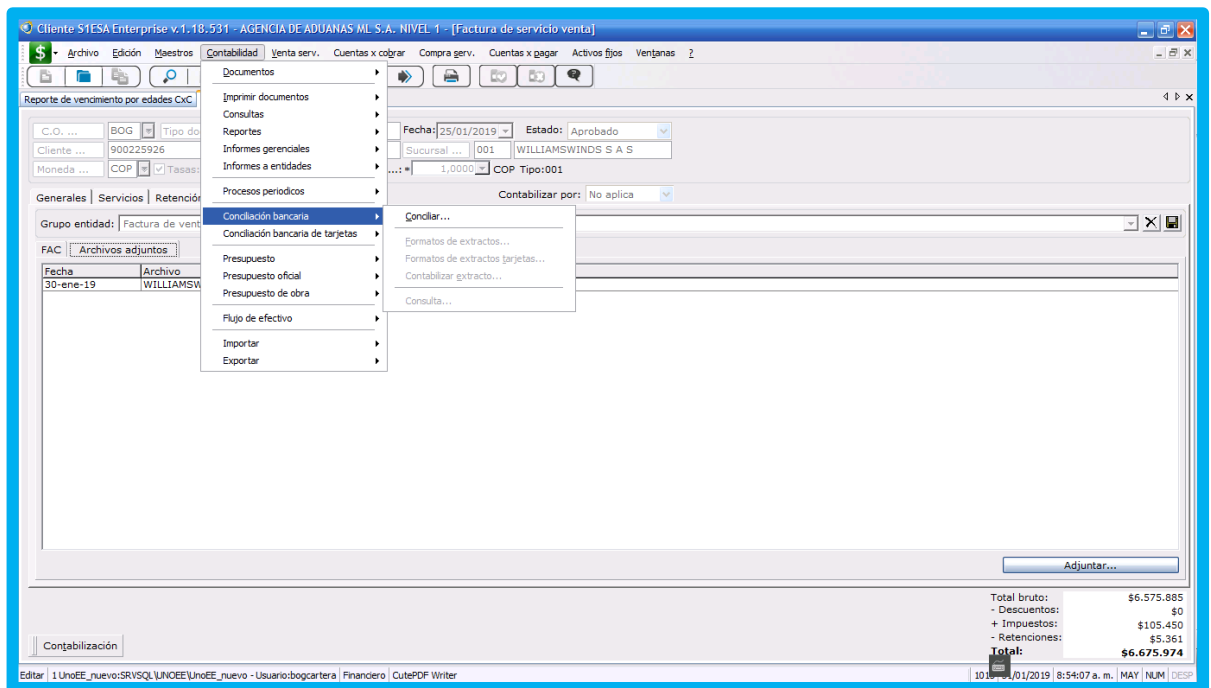 Cliente S1ESA Enterprise v.1.18.531 - AGENCIA DE ADUANAS ML S.A. NIVEL 1 - [Factura de servicio venta]
$ Archivo Edición Maestros Contabilidad Venta serv. Cuentas x cobrar Compra serv. Cuentas x pagar Activos fijos Ventanas ?
Reporte de vencimiento por edades CxC
Documentos
Imprimir documentos
Consultas
Reportes
Informes gerenciales
Informes a entidades
Procesos periodicos
Conciliación bancaria
Conciliación bancaria de tarjetas
Presupuesto
Presupuesto oficial
Presupuesto de obra
Flujo de efectivo
Importar
Exportar
Conciliar...
Formatos de extractos...
Formatos de extractos tarjetas...
Contabilizar extracto...
Consulta...
C.O. ... BOG Tipo do Fecha: 25/01/2019 Estado: Aprobado
Cliente ... 900225926 Sucursal ... 001 WILLIAMSWINDS S A S
Moneda ... COP Tasas: ...: * 1,0000 COP Tipo:001
Generales Servicios Retención Contabilizar por: No aplica
Grupo entidad: Factura de vent
FAC Archivos adjuntos
Fecha Archivo
30-ene-19 WILLIAMSW
Adjuntar...
Total bruto: $6.575.885
- Descuentos: $0
+ Impuestos: $105.450
- Retenciones: $5.361
Total: $6.675.974
Contabilización
Editar 1 UnoEE_nuevo:SRVSQL\UNOEE\UnoEE_nuevo - Usuario:bogcartera Financiero CutePDF Writer /01/2019 8:54:07 a. m. MAY NUM DESP